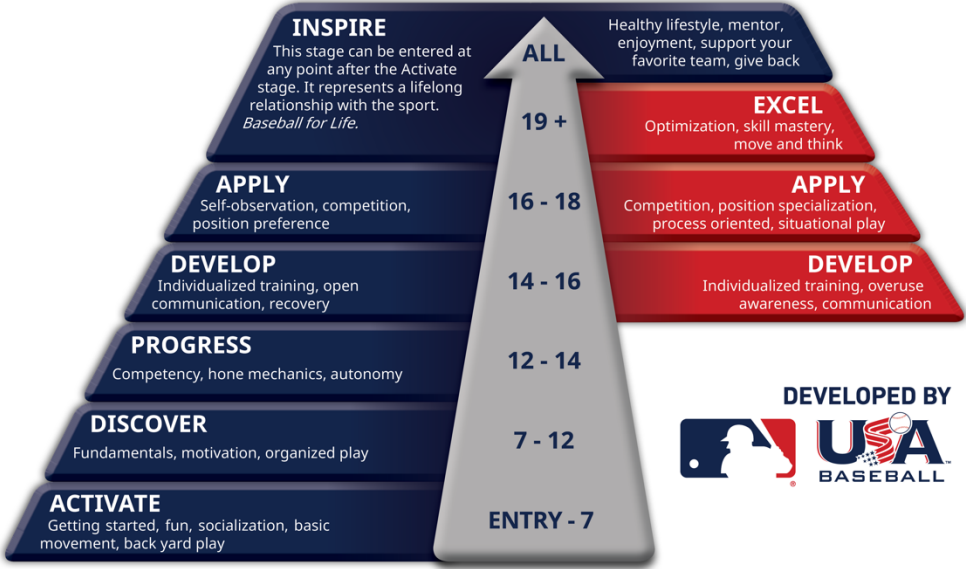 INSPIRE
This stage can be entered at
any point after the Activate
stage. It represents a lifelong
relationship with the sport.
Baseball for Life.
ALL
Healthy lifestyle, mentor,
enjoyment, support your
favorite team, give back
19 +
EXCEL
Optimization, skill mastery,
move and think
APPLY
Self-observation, competition,
position preference
16 - 18
APPLY
Competition, position specialization,
process oriented, situational play
DEVELOP
Individualized training, open
communication, recovery
14 - 16
DEVELOP
Individualized training, overuse
awareness, communication
PROGRESS
Competency, hone mechanics, autonomy
12 - 14
DISCOVER
Fundamentals, motivation, organized play
7 - 12
ACTIVATE
Getting started, fun, socialization, basic
movement, back yard play
ENTRY - 7
DEVELOPED BY
®
USA
BASEBALL
™